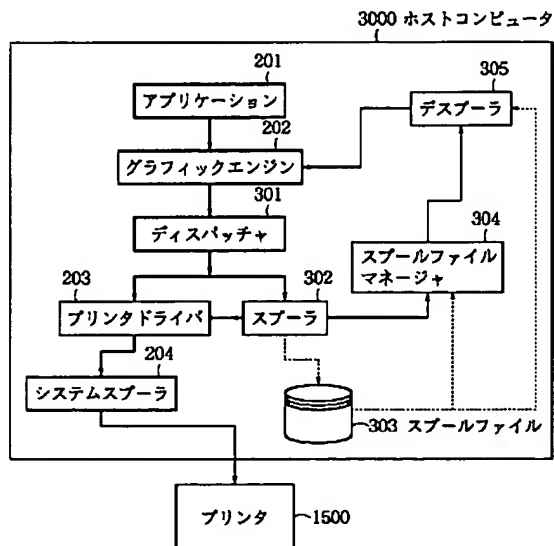 3000 ホストコンピュータ
201
アプリケーション
202
グラフィックエンジン
301
ディスパッチャ
305
デスプーラ
304
スプールファイル
マネージャ
203
プリンタドライバ
302
スプーラ
204
システムスプーラ
303 スプールファイル
プリンタ
1500